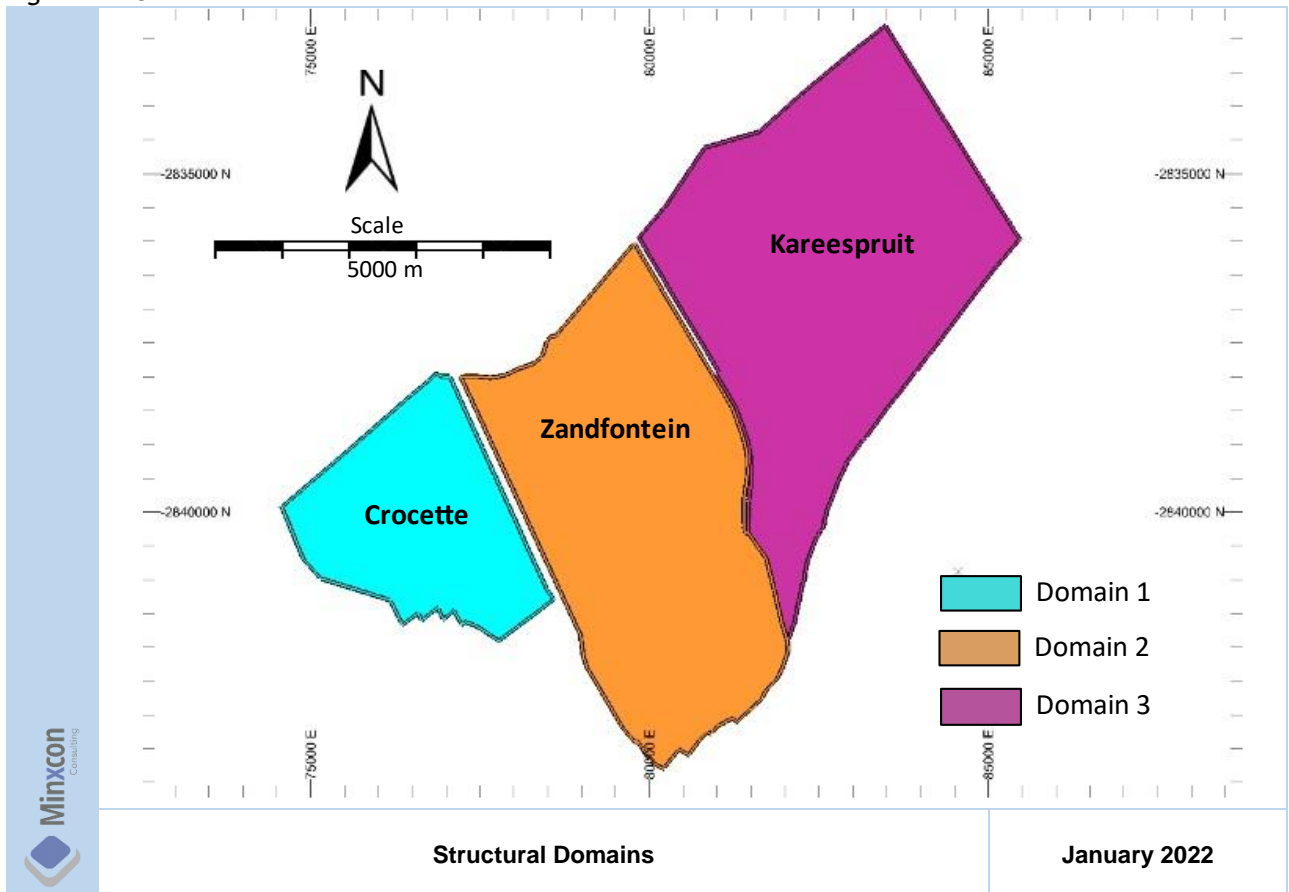 75000 E
80000 E
85000 E
N
-2835000 N
-2835000 N
Scale
5000 m
Kareespruit
Zandfontein
Crocette
-2840000 N
-2840000 N
Domain 1
Domain 2
Domain 3
75000 E
80000 E
85000 E
Minxcon
Consulting
Structural Domains
January 2022